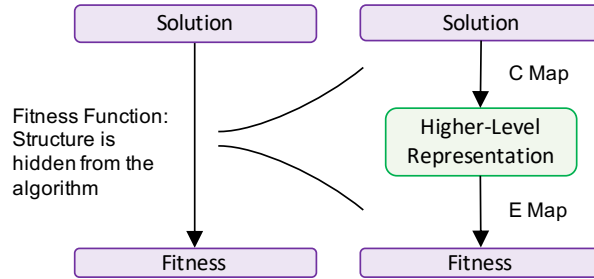 Solution
Solution
C Map
Fitness Function:
Structure is
hidden from the
algorithm
Higher-Level
Representation
E Map
Fitness
Fitness